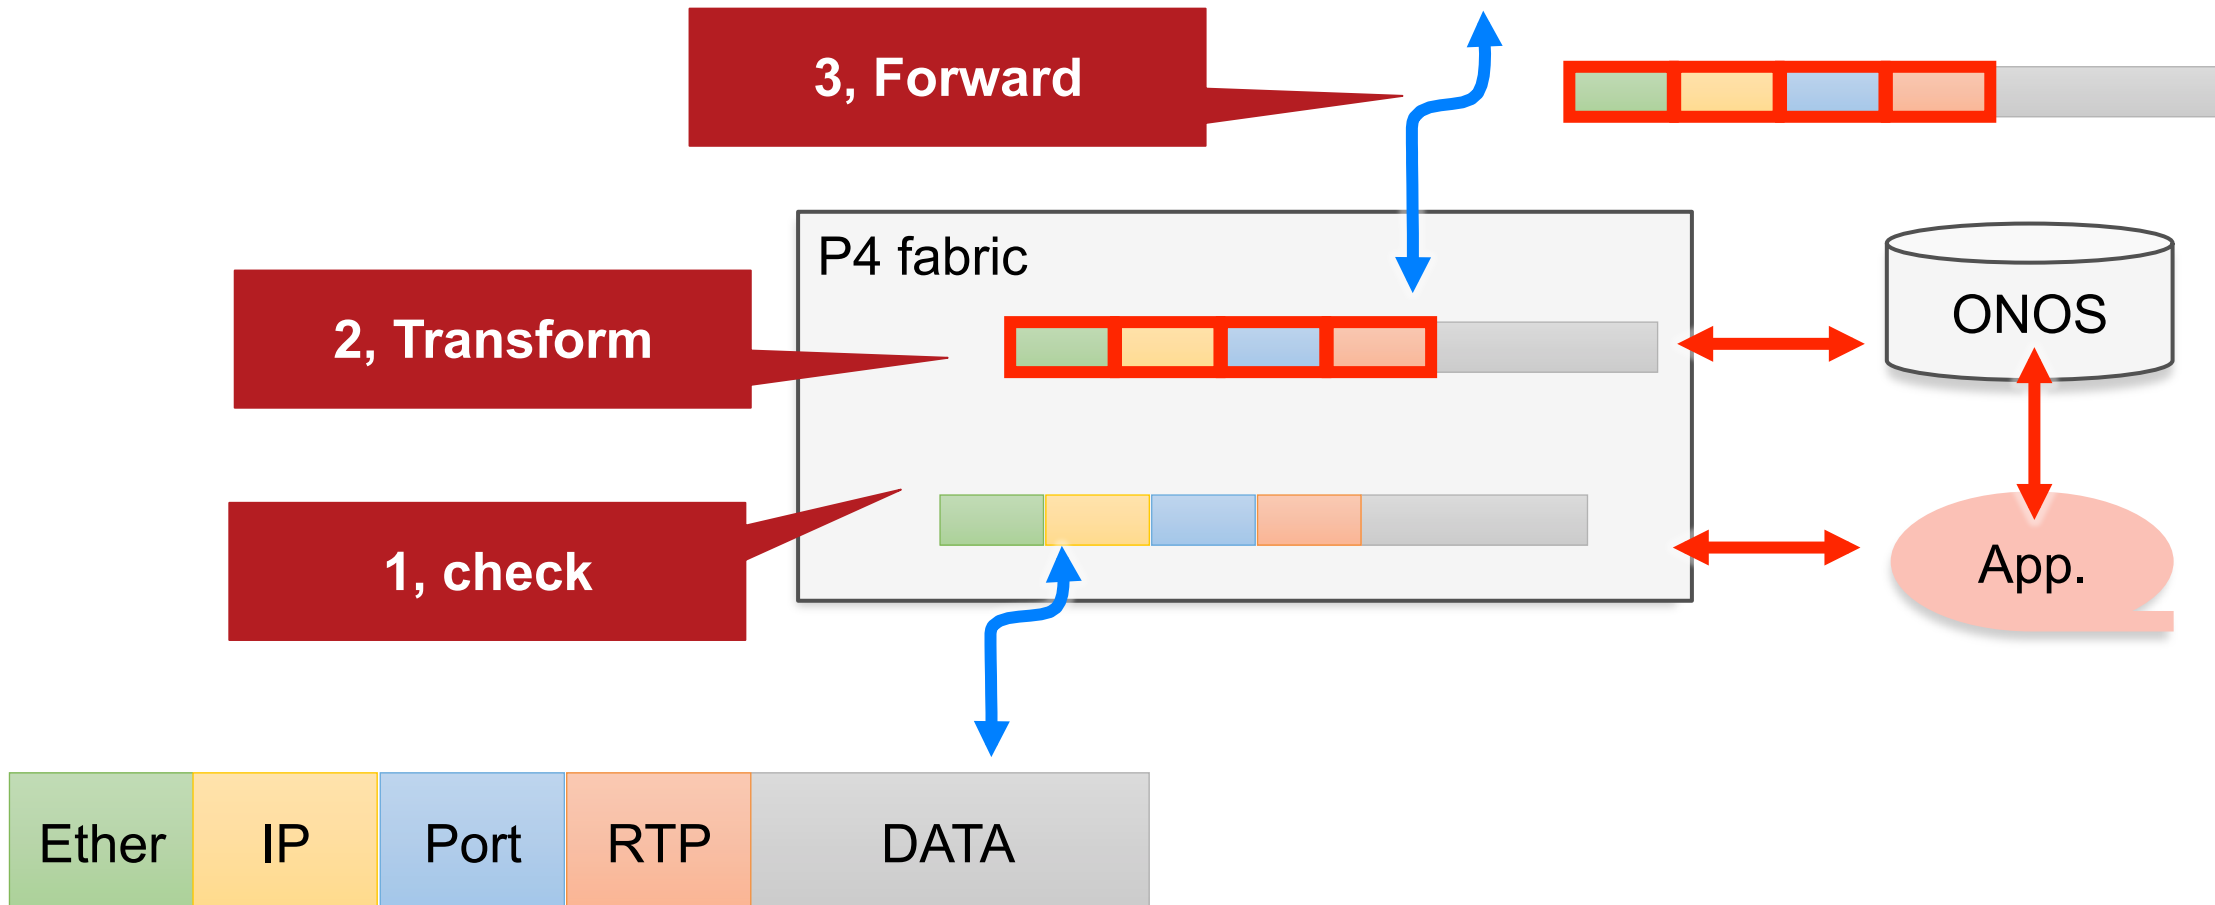 3, Forward
P4 fabric
2, Transform
ONOS
1, check
App.
Ether
IP
Port
RTP
DATA